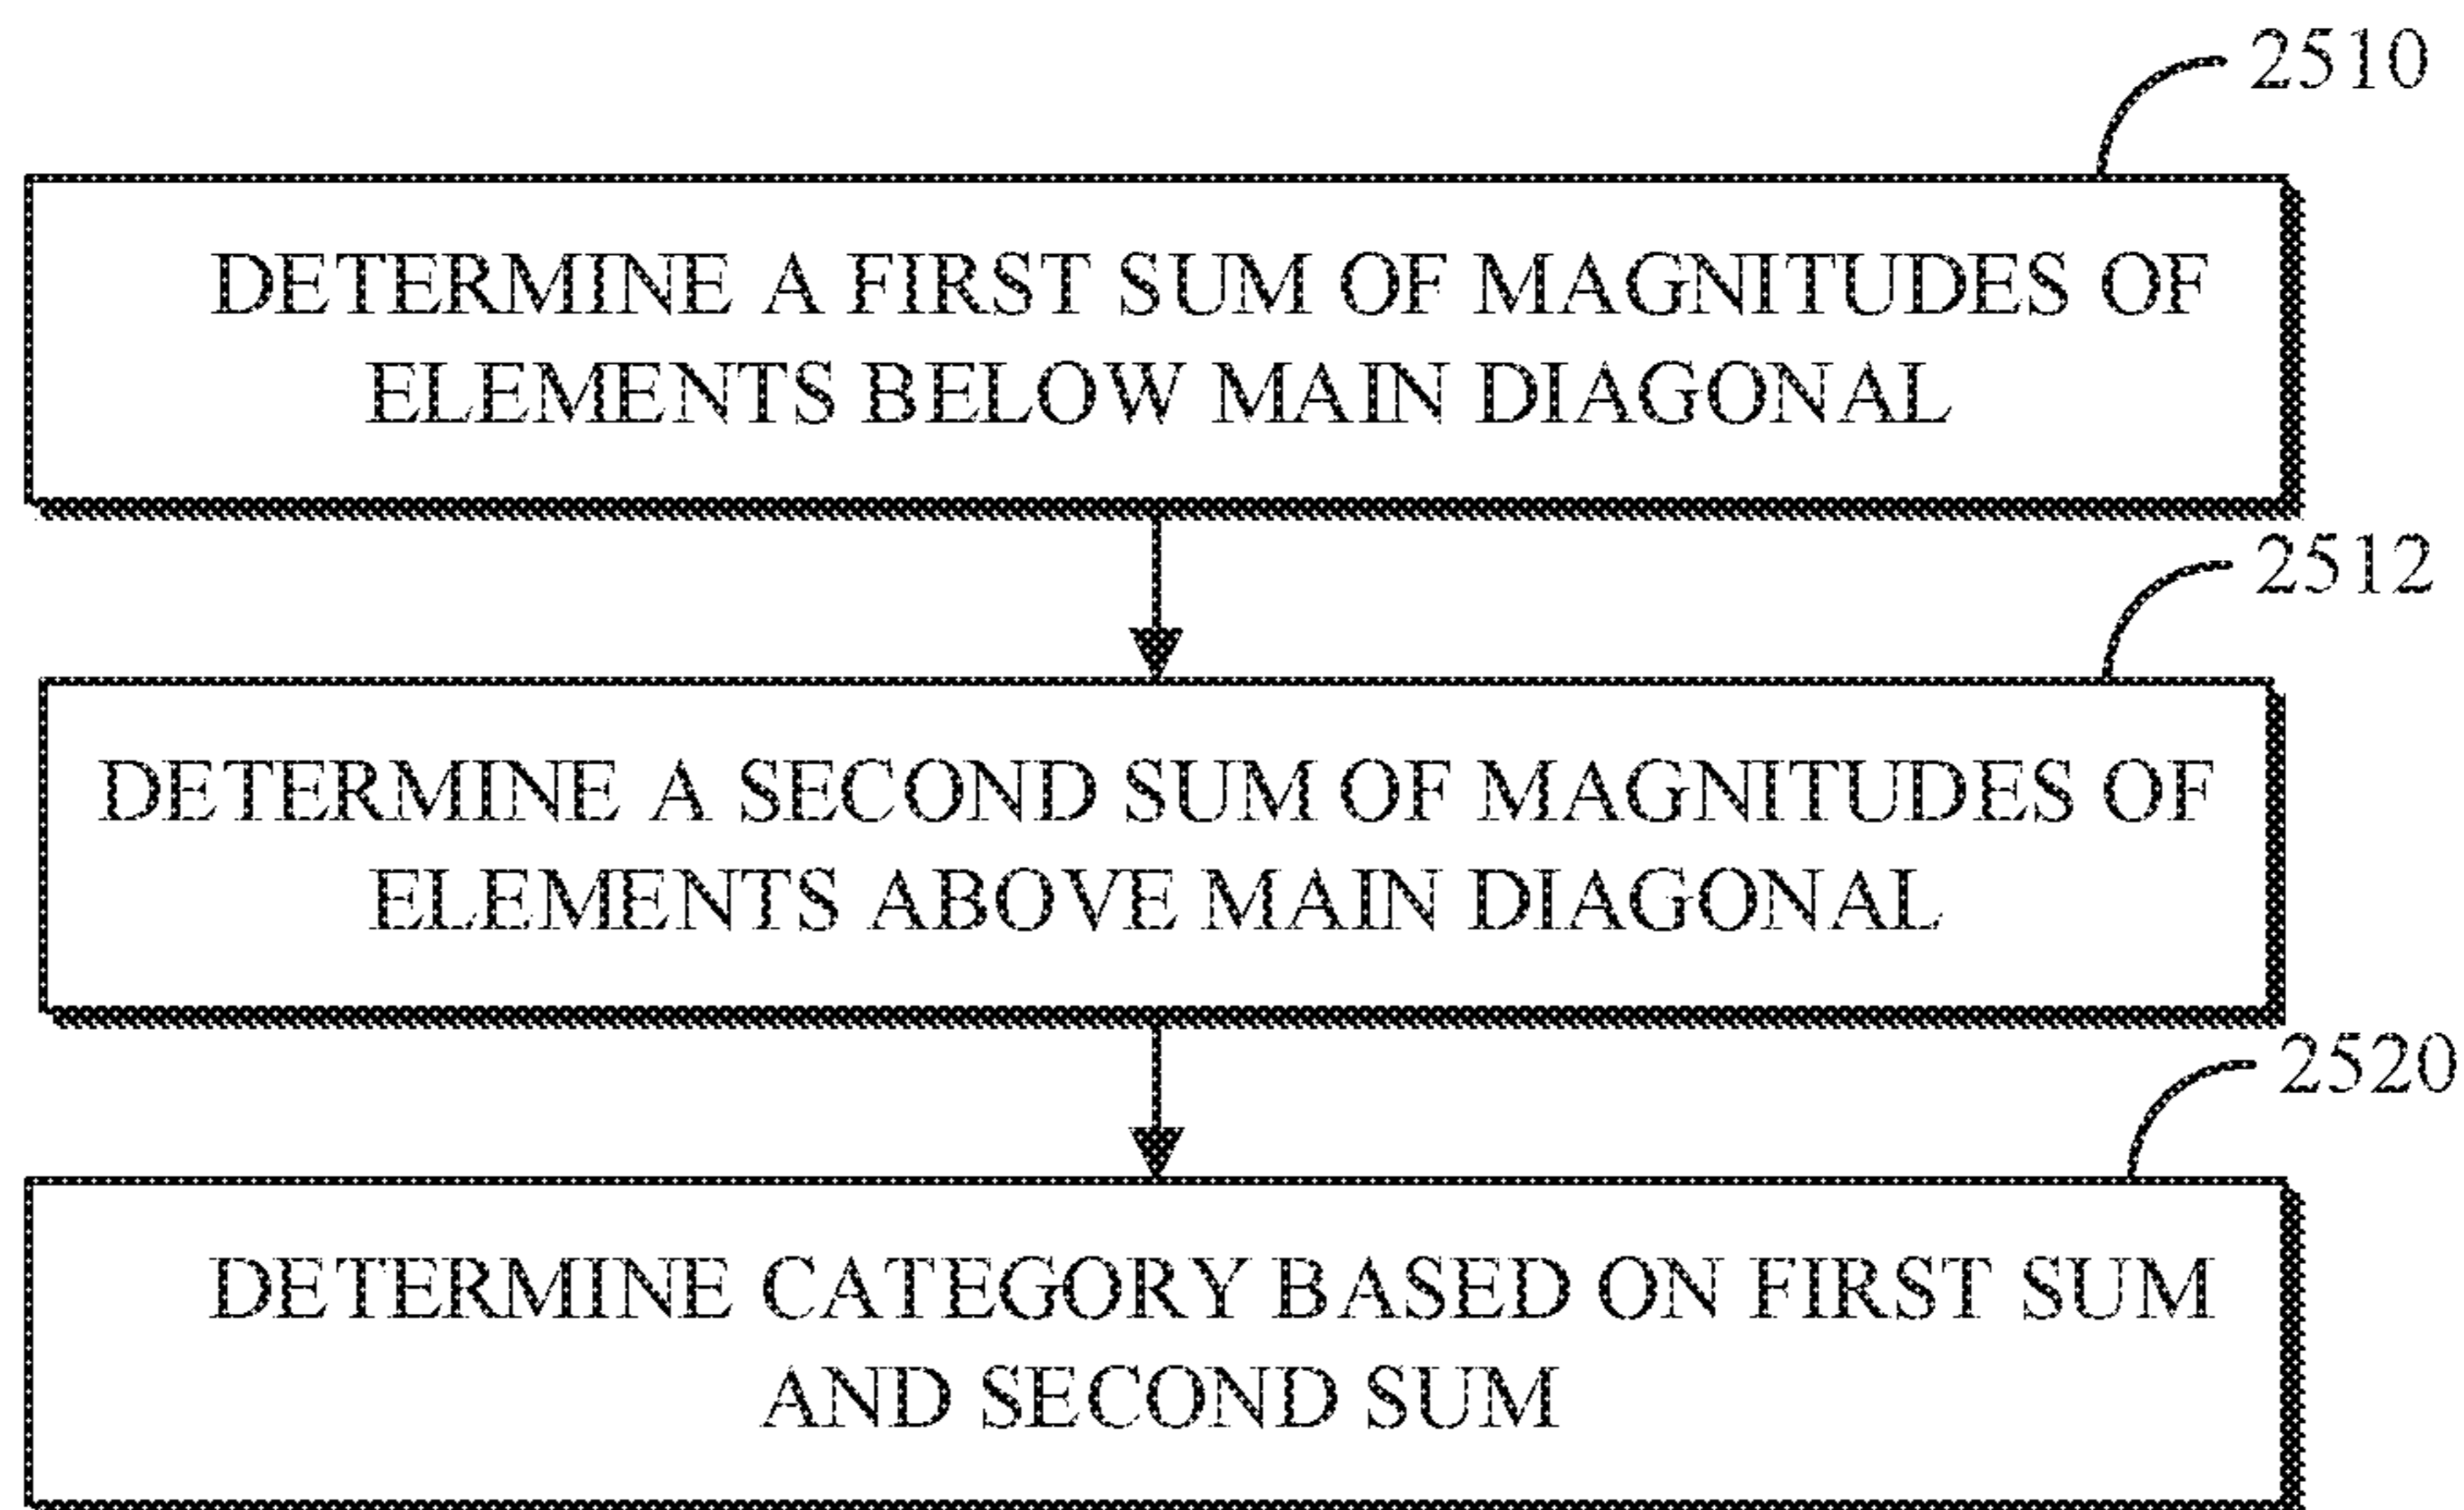 2510
DETERMINE A FIRST SUM OF MAGNITUDES OF
ELEMENTS BELOW MAIN DIAGONAL
2512
DETERMINE A SECOND SUM OF MAGNITUDES OF
ELEMENTS ABOVE MAIN DIAGONAL
2520
DETERMINE CATEGORY BASED ON FIRST SUM
AND SECOND SUM